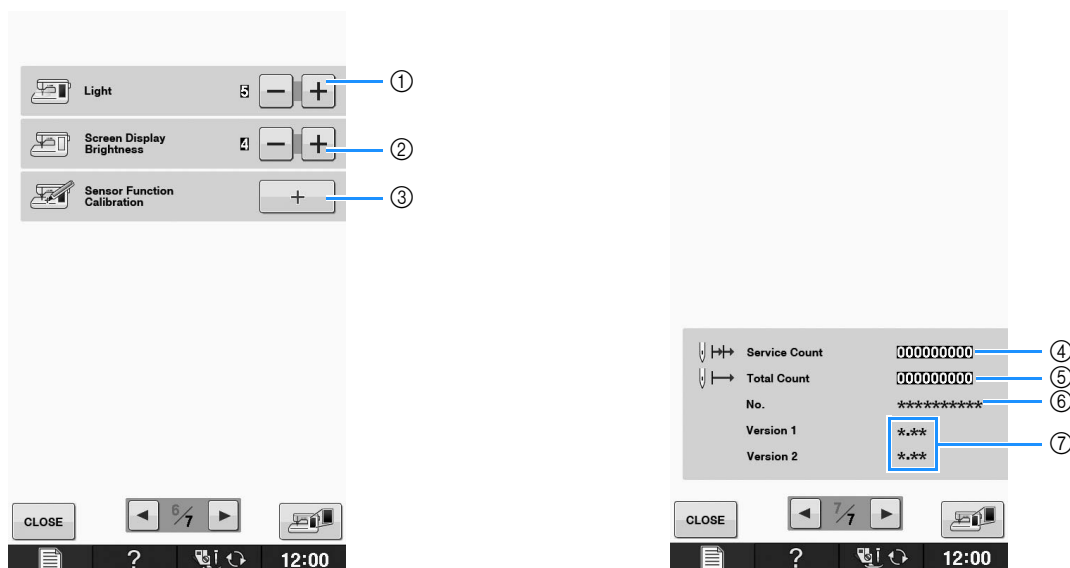 Light 5 − + ①
Screen Display
Brightness 4 − + ②
Sensor Function
Calibration + ③
CLOSE 6/7
? 12:00
Service Count 000000000 ④
Total Count 000000000 ⑤
No. ********** ⑥
Version 1 *.**
⑦
Version 2 *.**
CLOSE 7/7
? 12:00